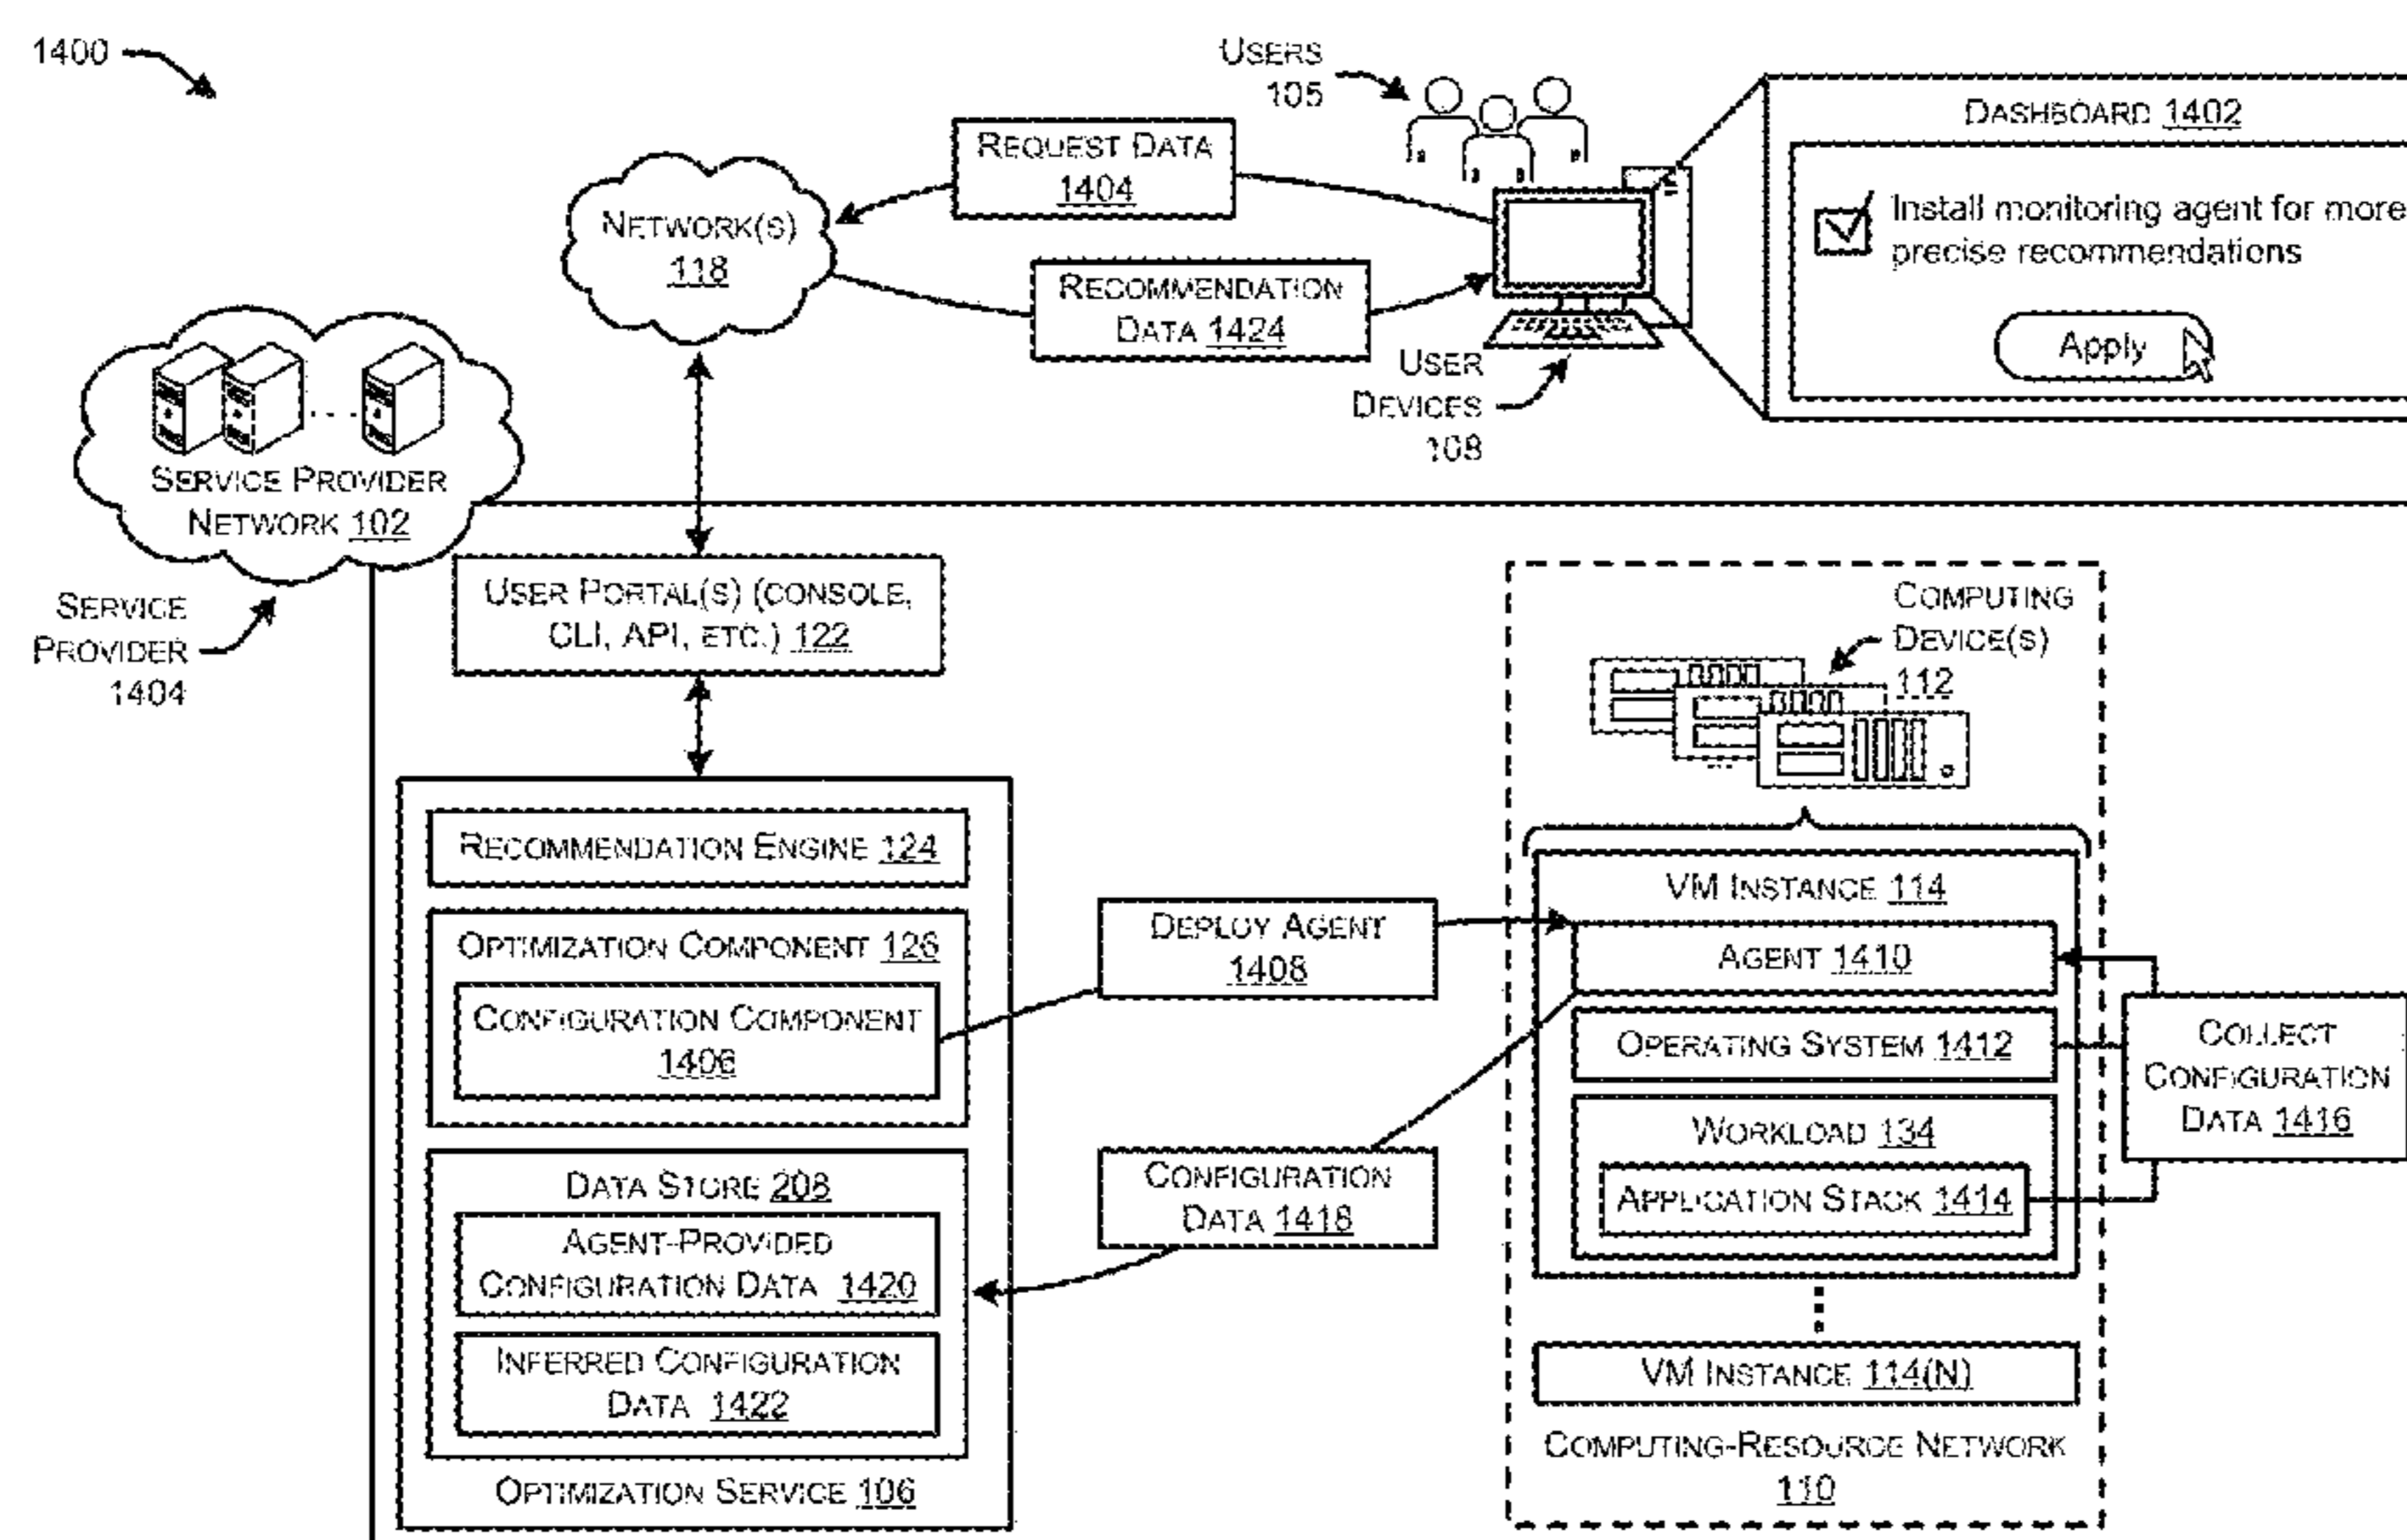 1400
USERS
105
DASHBOARD 1402
REQUEST DATA
1404
NETWORK(S)
118
Install monitoring agent for more
precise recommendations
RECOMMENDATION
DATA 1424
Apply
USER
DEVICES
108
SERVICE PROVIDER
NETWORK 102
SERVICE
PROVIDER
1404
USER PORTAL(S) (CONSOLE,
CLI, API, ETC.) 122
COMPUTING
DEVICE(S)
112
RECOMMENDATION ENGINE 124
OPTIMIZATION COMPONENT 126
CONFIGURATION COMPONENT
1406
DEPLOY AGENT
1408
VM INSTANCE 114
AGENT 1410
OPERATING SYSTEM 1412
WORKLOAD 134
APPLICATION STACK 1414
COLLECT
CONFIGURATION
DATA 1416
CONFIGURATION
DATA 1418
DATA STORE 208
AGENT-PROVIDED
CONFIGURATION DATA 1420
INFERRED CONFIGURATION
DATA 1422
OPTIMIZATION SERVICE 106
VM INSTANCE 114(N)
COMPUTING-RESOURCE NETWORK
110